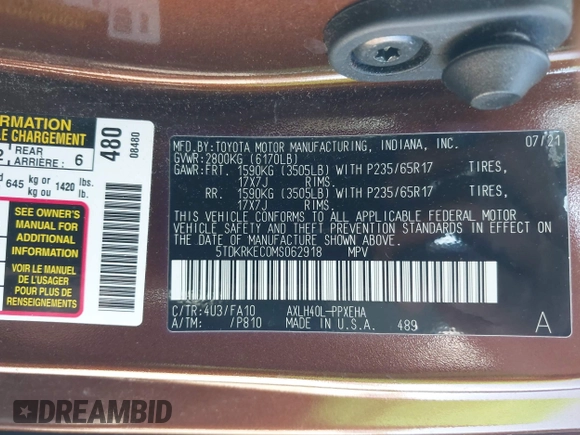 FORMATION
LE CHARGEMENT
2 REAR ARRIÈRE: 6
645 kg or kg ou 1420 lbs. lb.
SEE OWNER'S
MANUAL FOR
ADDITIONAL
INFORMATION
VOIR LE MANUEL
DE L'USAGER
POUR PLUS DE
RENSEIGNEMENTS
480
08480
MFD.BY:TOYOTA MOTOR MANUFACTURING, INDIANA, INC. 07/21
GVWR:2800KG (6170LB)
GAWR:FRT. 1590KG (3505LB) WITH P235/65R17 TIRES,
17X7J RIMS.
RR. 1590KG (3505LB) WITH P235/65R17 TIRES,
17X7J RIMS.
THIS VEHICLE CONFORMS TO ALL APPLICABLE FEDERAL MOTOR
VEHICLE SAFETY AND THEFT PREVENTION STANDARDS IN EFFECT ON
THE DATE OF MANUFACTURE SHOWN ABOVE.
5TDKRKEC0MS062918 MPV
C/TR:4U3/FA10 AXLH40L-PPXEHA
A/TM: /P810 MADE IN U.S.A. 489 A
DREAMBID